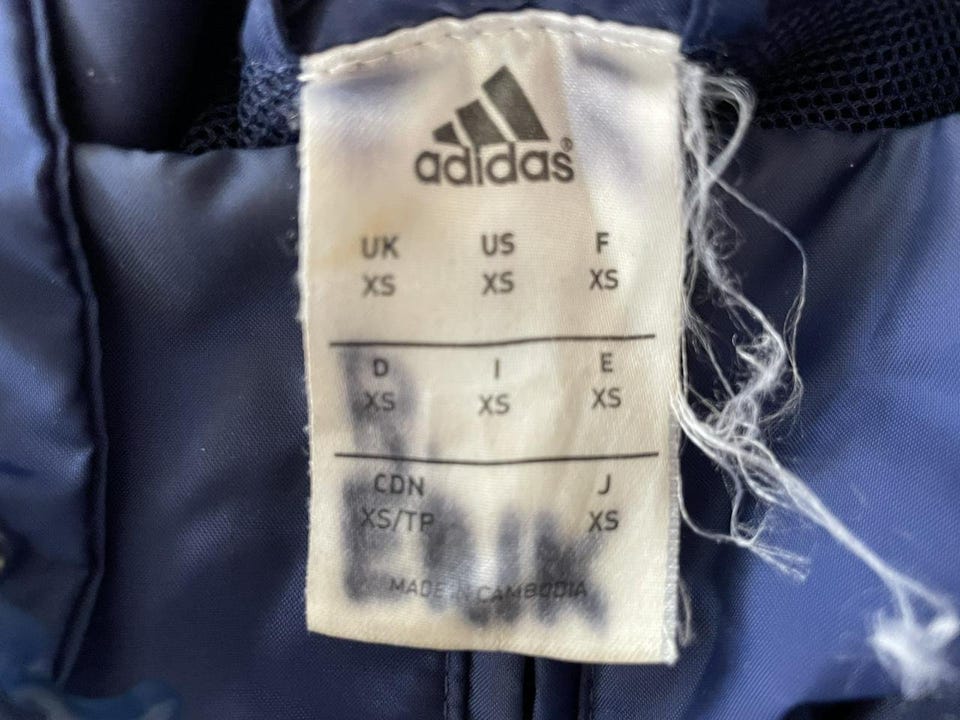 adidas®
UK US F
XS XS XS
D I E
XS XS XS
CDN J
XS/TP XS
MADE IN CAMBODIA